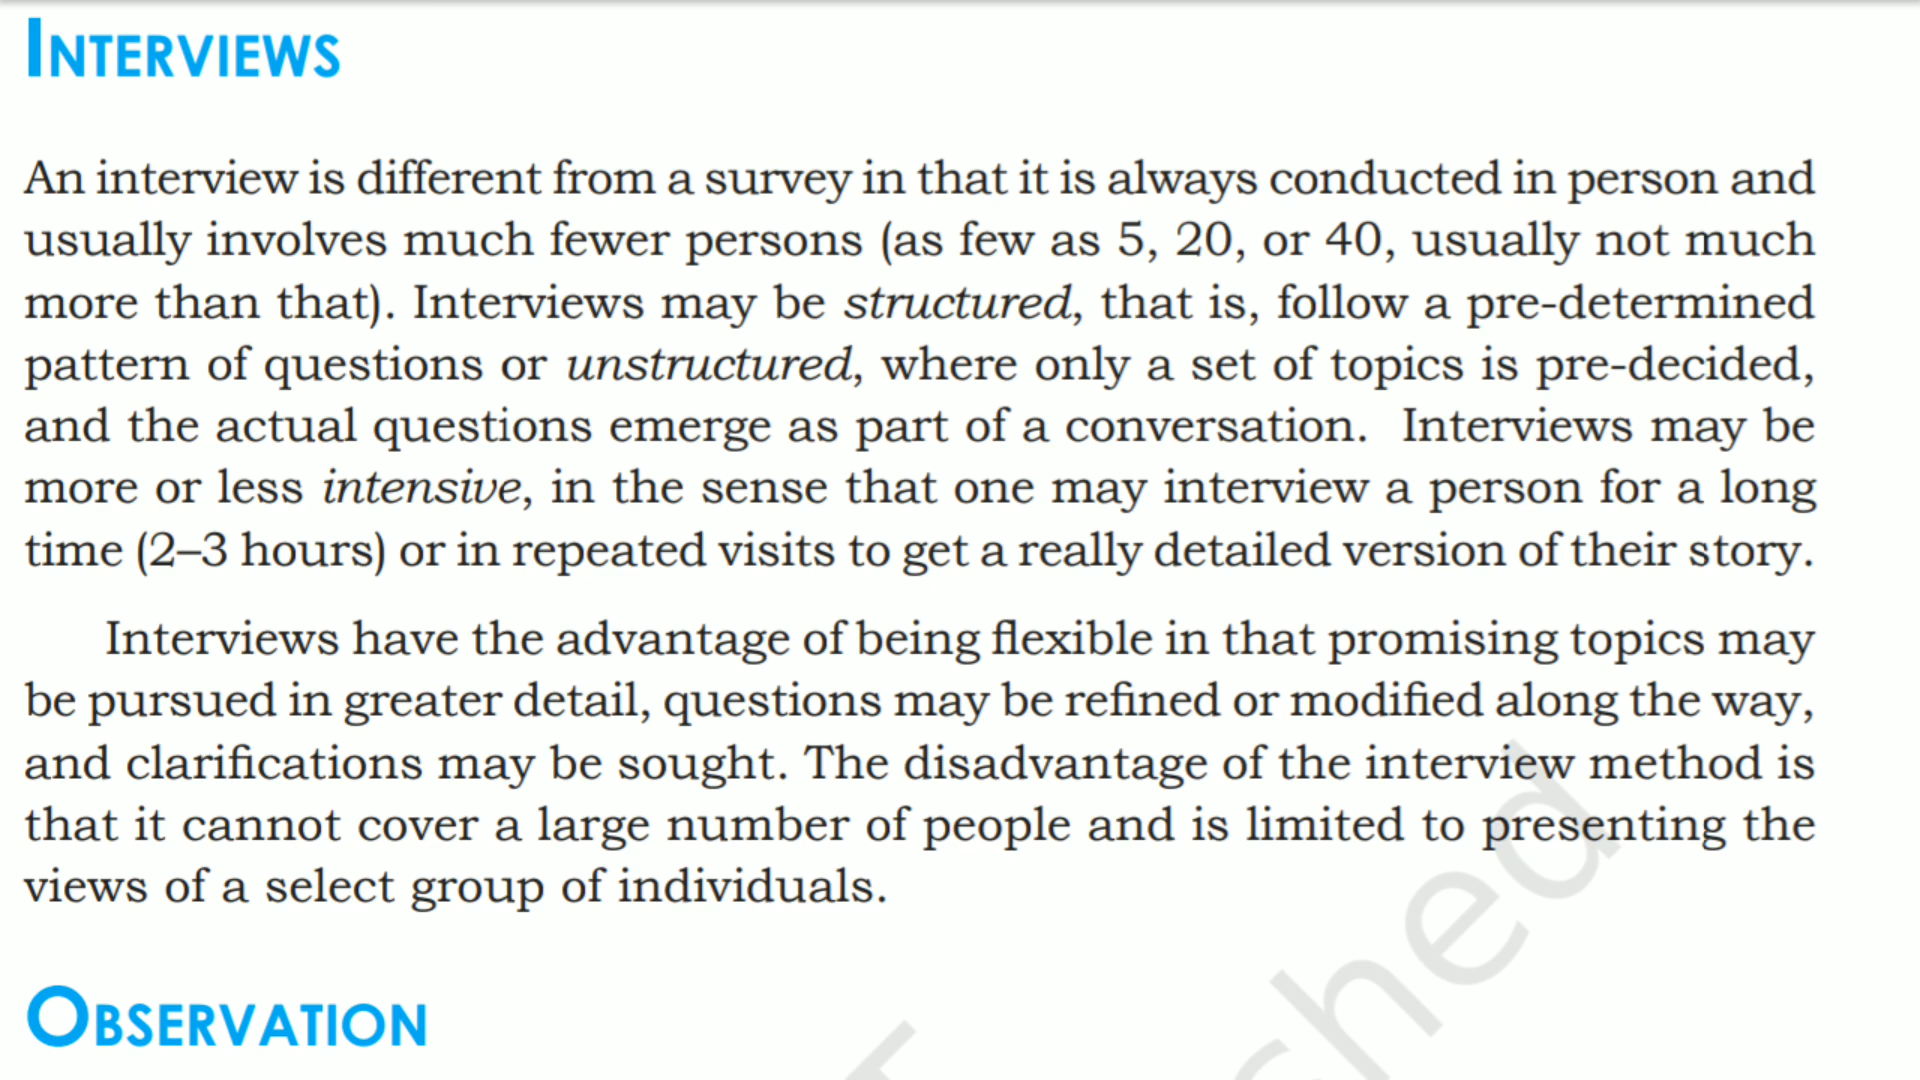 INTERVIEWS
An interview is different from a survey in that it is always conducted in person and
usually involves much fewer persons (as few as 5, 20, or 40, usually not much
more than that). Interviews may be structured, that is, follow a pre-determined
pattern of questions or unstructured, where only a set of topics is pre-decided,
and the actual questions emerge as part of a conversation. Interviews may be
more or less intensive, in the sense that one may interview a person for a long
time (2–3 hours) or in repeated visits to get a really detailed version of their story.
Interviews have the advantage of being flexible in that promising topics may
be pursued in greater detail, questions may be refined or modified along the way,
and clarifications may be sought. The disadvantage of the interview method is
that it cannot cover a large number of people and is limited to presenting the
views of a select group of individuals.
OBSERVATION